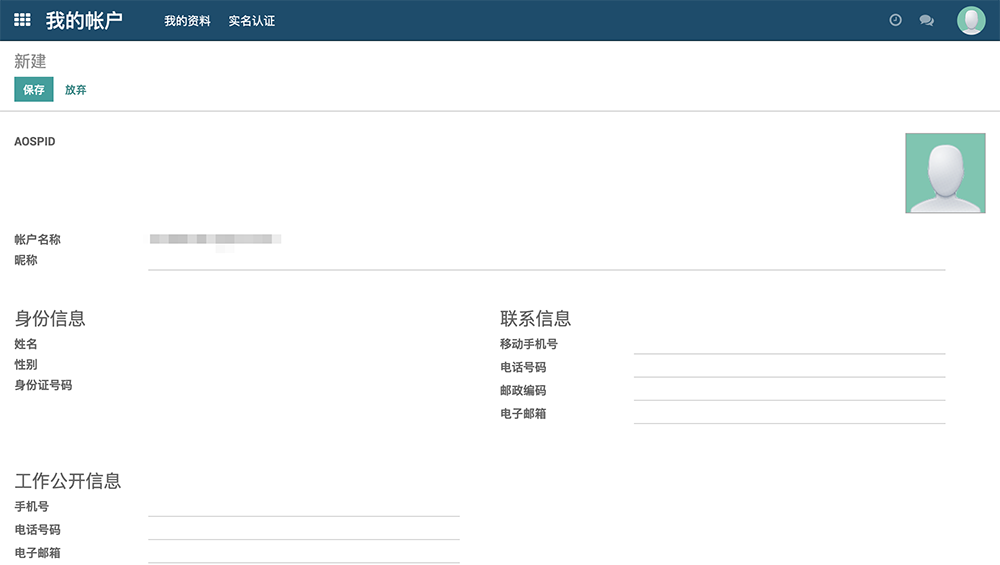 我的帐户 我的资料 实名认证
新建
保存 放弃
AOSPID
帐户名称
昵称
身份信息
姓名
性别
身份证号码
联系信息
移动手机号
电话号码
邮政编码
电子邮箱
工作公开信息
手机号
电话号码
电子邮箱